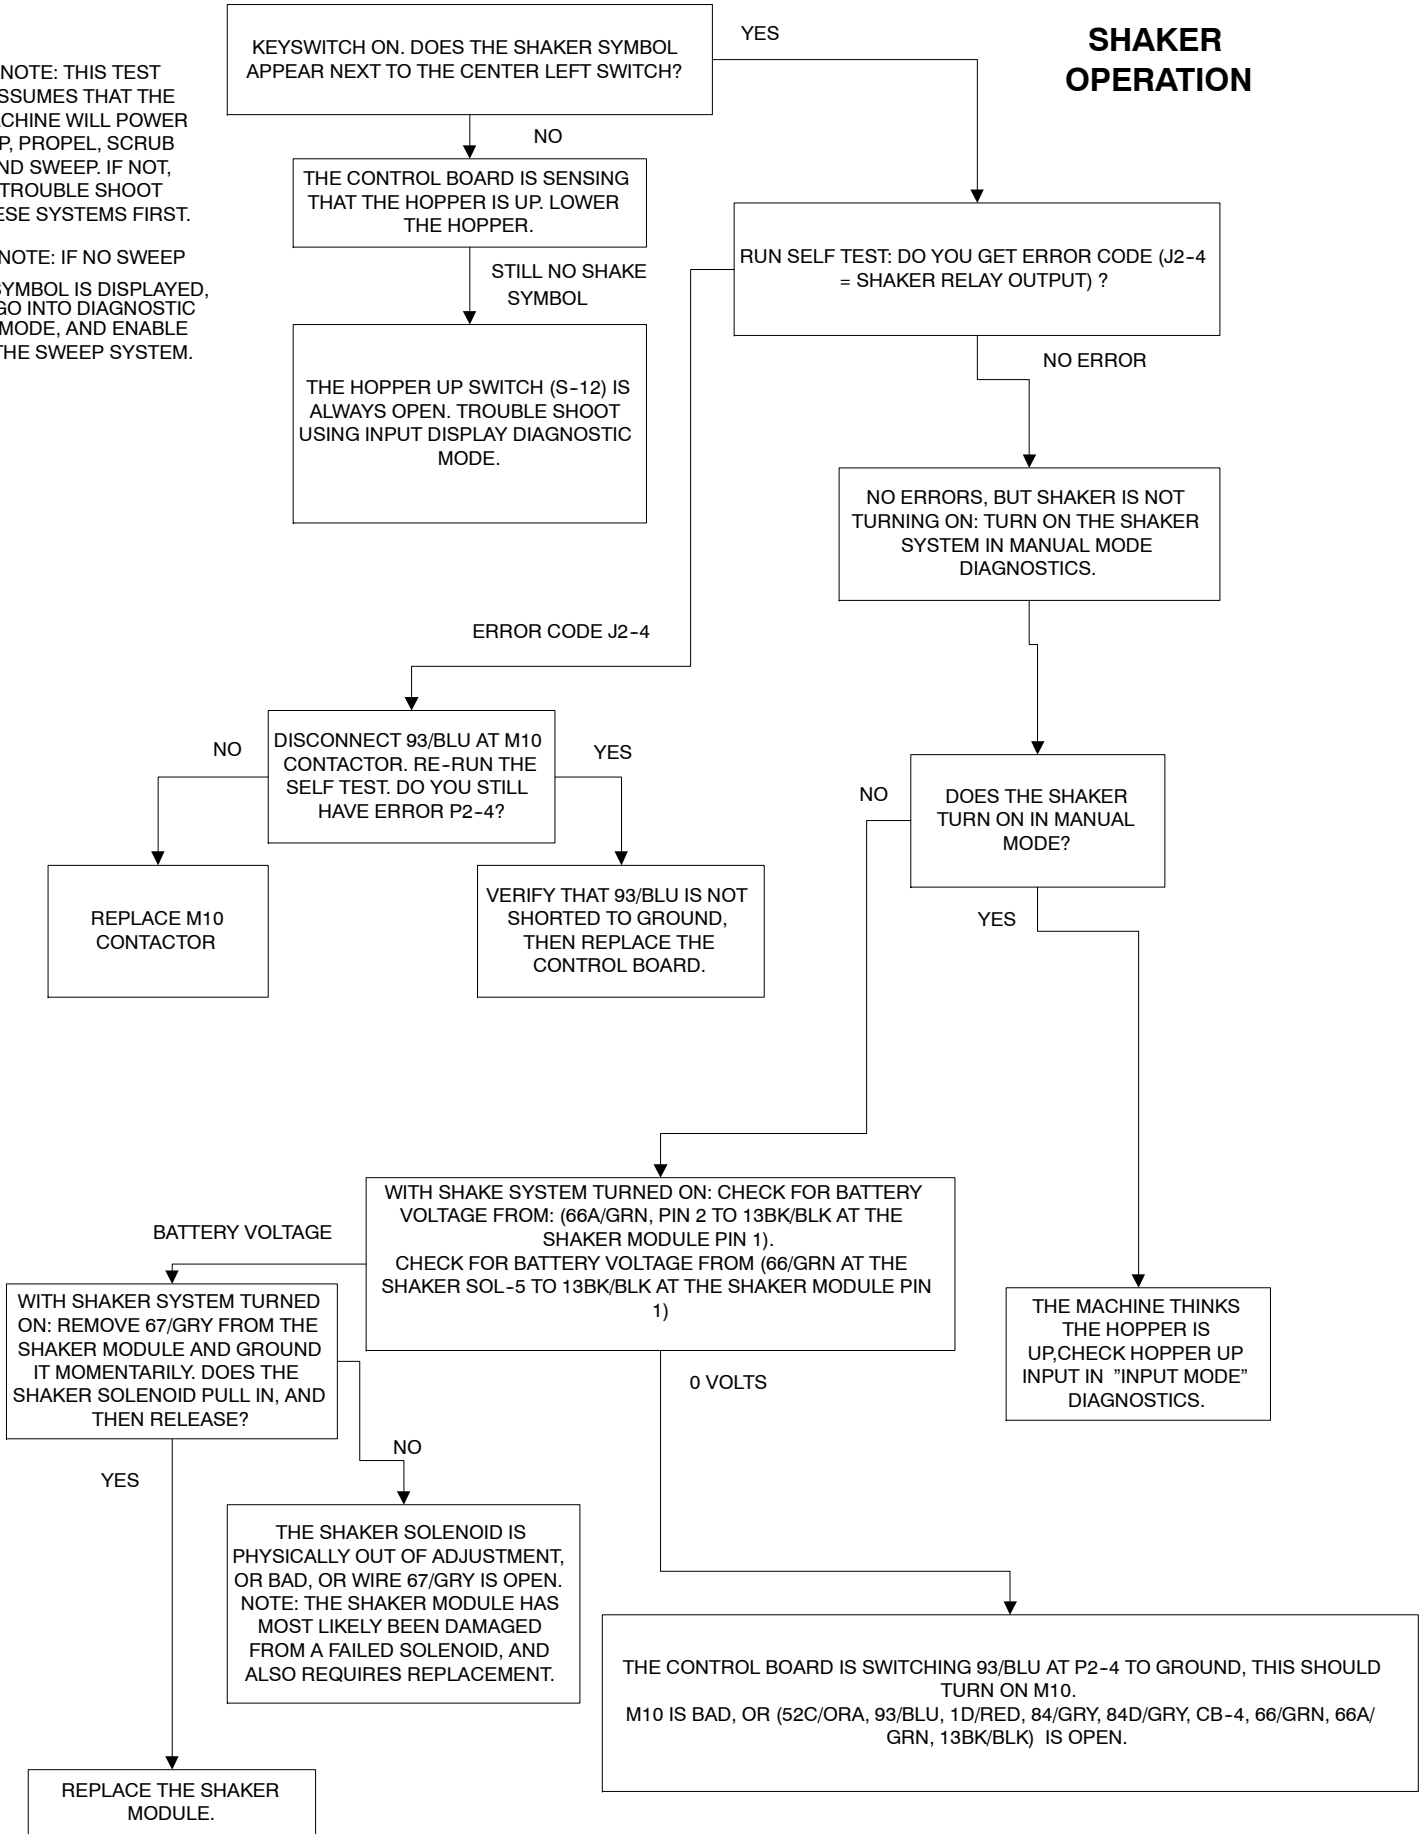 SHAKER
OPERATION
NOTE: THIS TEST
SSUMES THAT THE
ACHINE WILL POWER
P, PROPEL, SCRUB
ND SWEEP. IF NOT,
TROUBLE SHOOT
ESE SYSTEMS FIRST.
NOTE: IF NO SWEEP
SYMBOL IS DISPLAYED,
GO INTO DIAGNOSTIC
MODE, AND ENABLE
THE SWEEP SYSTEM.
KEYSWITCH ON. DOES THE SHAKER SYMBOL
APPEAR NEXT TO THE CENTER LEFT SWITCH?
YES
NO
THE CONTROL BOARD IS SENSING
THAT THE HOPPER IS UP. LOWER
THE HOPPER.
STILL NO SHAKE
SYMBOL
THE HOPPER UP SWITCH (S-12) IS
ALWAYS OPEN. TROUBLE SHOOT
USING INPUT DISPLAY DIAGNOSTIC
MODE.
RUN SELF TEST: DO YOU GET ERROR CODE (J2-4
= SHAKER RELAY OUTPUT) ?
NO ERROR
NO ERRORS, BUT SHAKER IS NOT
TURNING ON: TURN ON THE SHAKER
SYSTEM IN MANUAL MODE
DIAGNOSTICS.
ERROR CODE J2-4
DISCONNECT 93/BLU AT M10
CONTACTOR. RE-RUN THE
SELF TEST. DO YOU STILL
HAVE ERROR P2-4?
NO
YES
REPLACE M10
CONTACTOR
VERIFY THAT 93/BLU IS NOT
SHORTED TO GROUND,
THEN REPLACE THE
CONTROL BOARD.
DOES THE SHAKER
TURN ON IN MANUAL
MODE?
NO
YES
WITH SHAKE SYSTEM TURNED ON: CHECK FOR BATTERY
VOLTAGE FROM: (66A/GRN, PIN 2 TO 13BK/BLK AT THE
SHAKER MODULE PIN 1).
CHECK FOR BATTERY VOLTAGE FROM (66/GRN AT THE
SHAKER SOL-5 TO 13BK/BLK AT THE SHAKER MODULE PIN
1)
BATTERY VOLTAGE
0 VOLTS
THE MACHINE THINKS
THE HOPPER IS
UP,CHECK HOPPER UP
INPUT IN ”INPUT MODE”
DIAGNOSTICS.
WITH SHAKER SYSTEM TURNED
ON: REMOVE 67/GRY FROM THE
SHAKER MODULE AND GROUND
IT MOMENTARILY. DOES THE
SHAKER SOLENOID PULL IN, AND
THEN RELEASE?
NO
YES
THE SHAKER SOLENOID IS
PHYSICALLY OUT OF ADJUSTMENT,
OR BAD, OR WIRE 67/GRY IS OPEN.
NOTE: THE SHAKER MODULE HAS
MOST LIKELY BEEN DAMAGED
FROM A FAILED SOLENOID, AND
ALSO REQUIRES REPLACEMENT.
THE CONTROL BOARD IS SWITCHING 93/BLU AT P2-4 TO GROUND, THIS SHOULD
TURN ON M10.
M10 IS BAD, OR (52C/ORA, 93/BLU, 1D/RED, 84/GRY, 84D/GRY, CB-4, 66/GRN, 66A/
GRN, 13BK/BLK) IS OPEN.
REPLACE THE SHAKER
MODULE.